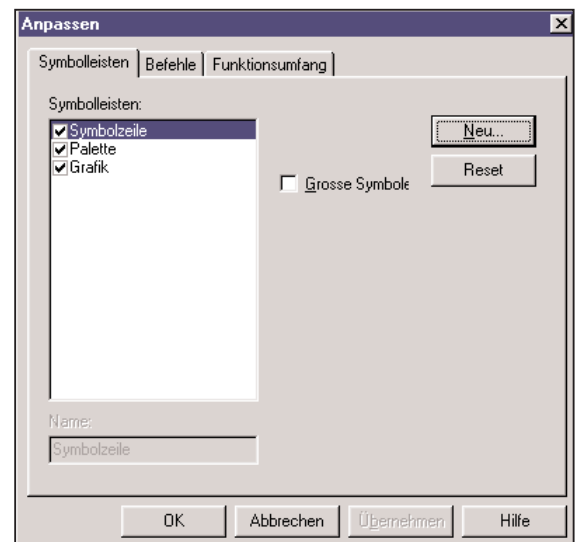 Anpassen
Symbolleisten Befehle Funktionsumfang
Symbolleisten:
Symbolzeile
Palette
Grafik
Grosse Symbole
Neu...
Reset
Name:
Symbolzeile
OK Abbrechen Übernehmen Hilfe